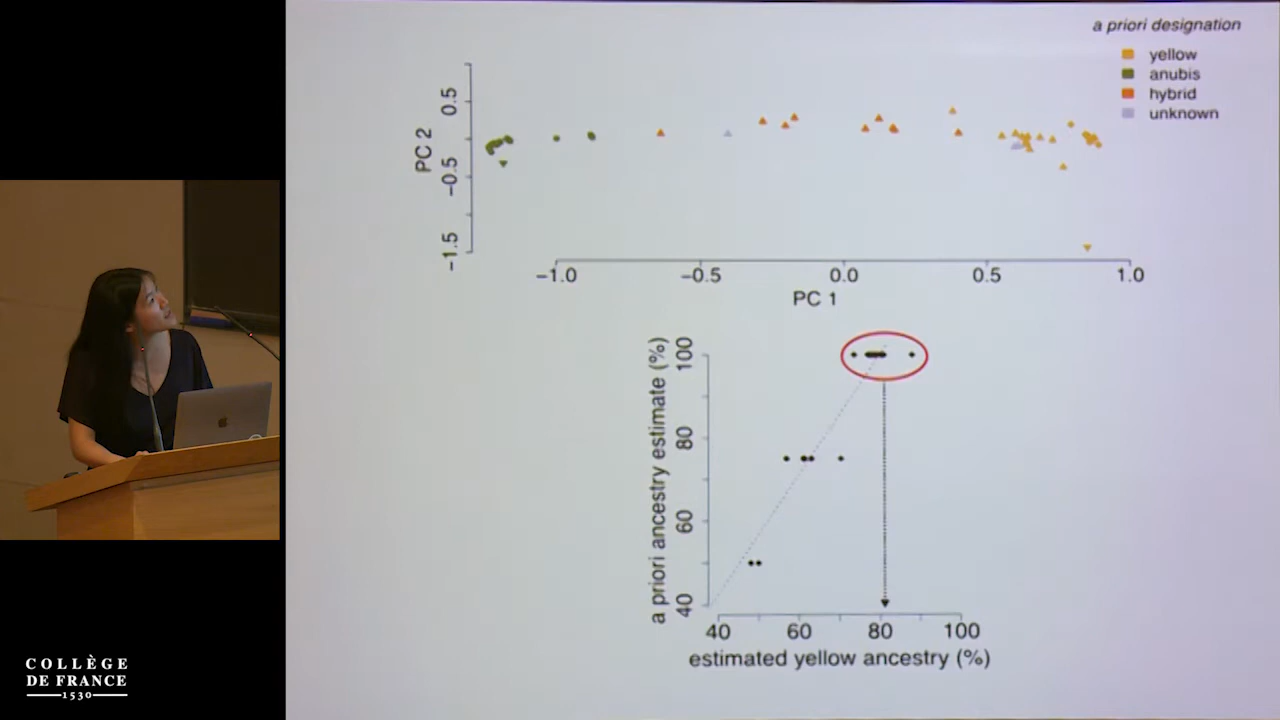 a priori designation
yellow
anubis
hybrid
unknown
PC 2
0.5
−0.5
−1.5
−1.0
−0.5
0.0
0.5
1.0
PC 1
a priori ancestry estimate (%)
100
80
60
40
40
60
80
100
estimated yellow ancestry (%)
COLLÈGE
DE FRANCE
1530